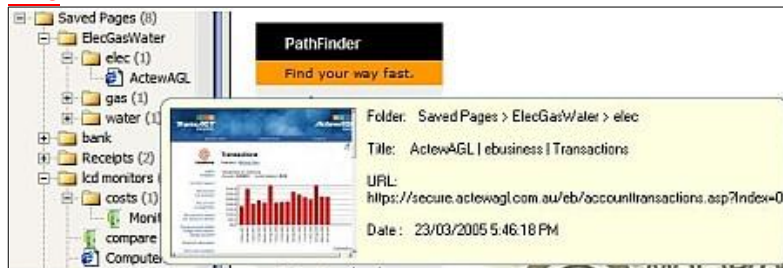 Saved Pages (8)
ElecGasWater
elec (1)
ActewAGL
gas (1)
water (1
bank
Receipts (2)
lcd monitors (
costs (1)
Monit
compare
Computer
PathFinder
Find your way fast.
Folder: Saved Pages > ElecGasWater > elec
Title: ActewAGL | ebusiness | Transactions
URL:
https://secure.actewagl.com.au/eb/accounttransactions.asp?Index=0
Date : 23/03/2005 5:46:18 PM
TransACT
Transactions